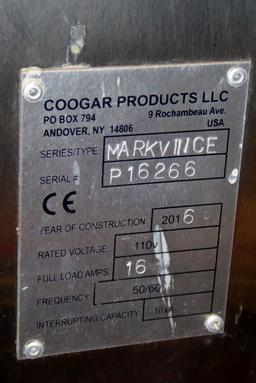 COOGAR PRODUCTS LLC
PO BOX 794 9 Rochambeau Ave.
ANDOVER, NY 14806 USA
SERIES/TYPE MARKVIIICE
SERIAL # P16266
CE
YEAR OF CONSTRUCTION: 2016
RATED VOLTAGE: 110v
FULL LOAD AMPS: 16
FREQUENCY 50/60
INTERRUPTING CAPACITY 10 kA